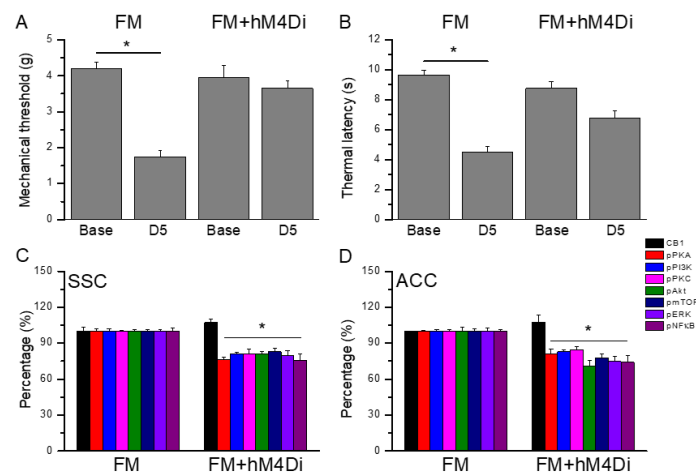 A FM FM+hM4Di
Mechanical threshold (g)
5
4
3
2
1
0
Base D5 Base D5
*
B FM FM+hM4Di
Thermal latency (s)
12
10
8
6
4
2
0
Base D5 Base D5
*
C SSC
Percentage (%)
150
120
90
60
30
0
*
FM FM+hM4Di
D ACC
Percentage (%)
150
120
90
60
30
0
*
FM FM+hM4Di
CB1
pPKA
pPI3K
pPKC
pAkt
pmTOR
pERK
pNFκB